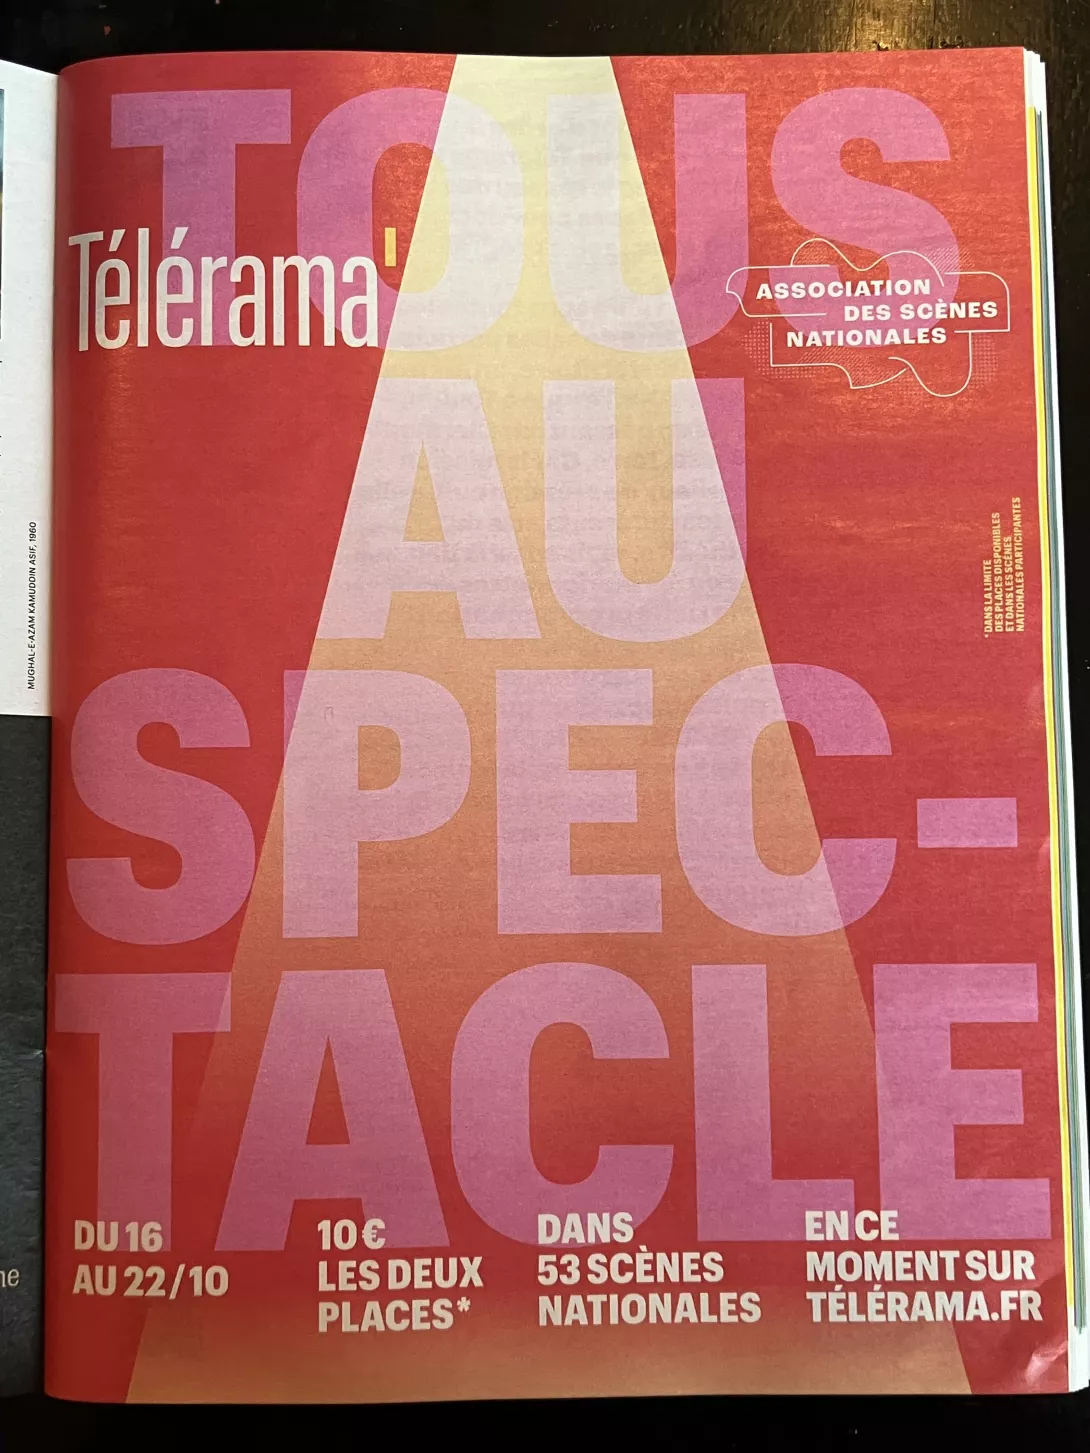 TOUS
Télérama'
ASSOCIATION
DES SCÈNES
NATIONALES
AU
SPEC-
TACLE
*DANS LA LIMITE
DES PLACES DISPONIBLES
ET DANS LES SCÈNES
NATIONALES PARTICIPANTES
DU 16
AU 22/10
10 €
LES DEUX
PLACES*
DANS
53 SCÈNES
NATIONALES
EN CE
MOMENT SUR
TÉLÉRAMA.FR
MUGHAL-E-AZAM KAMUDDIN ASIF, 1960